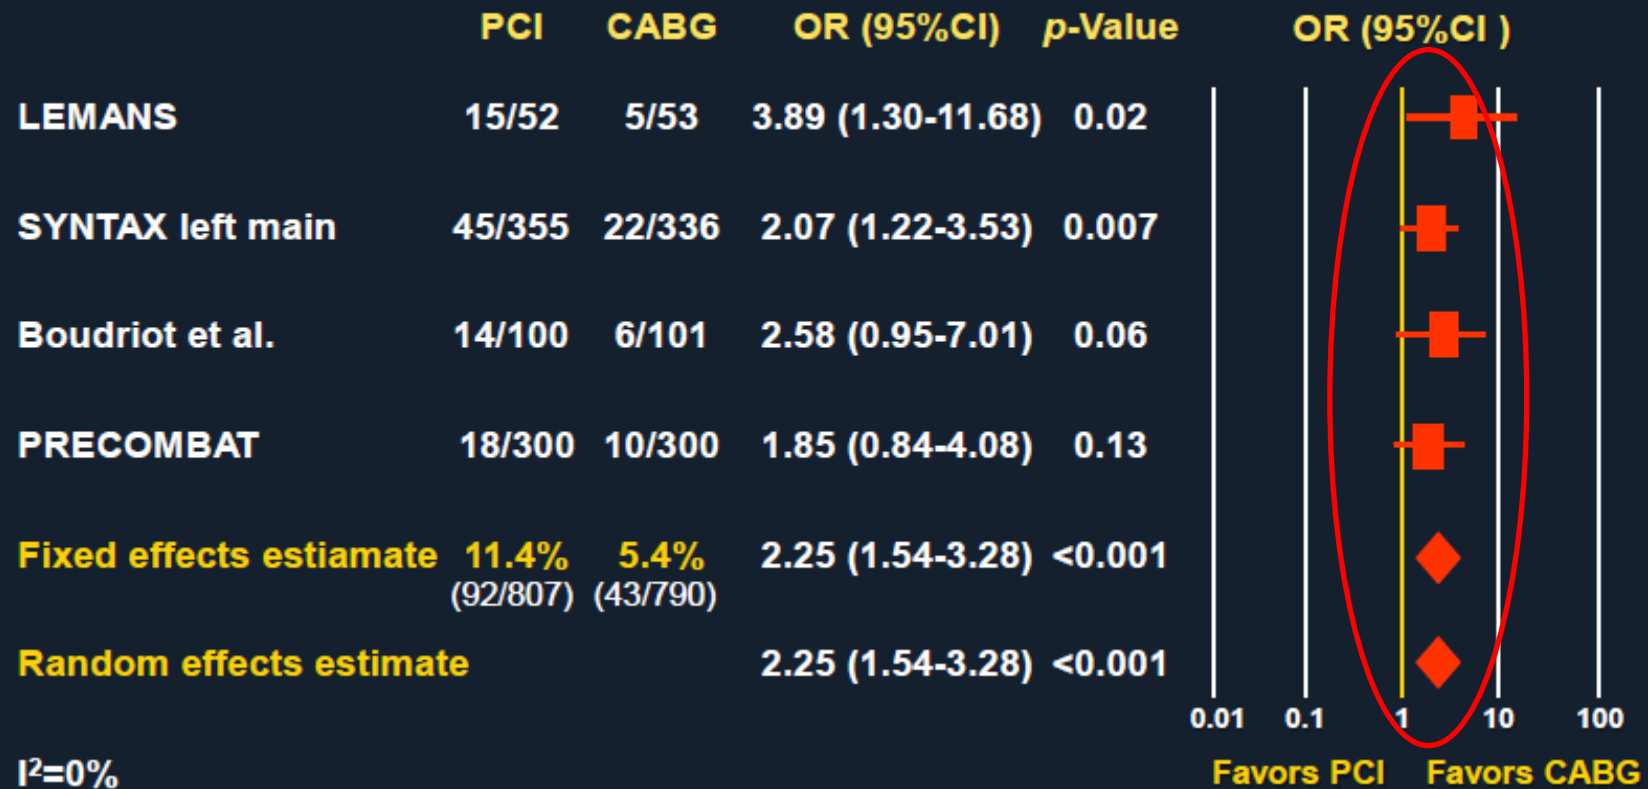 PCI CABG OR (95%CI) p-Value OR (95%CI )
LEMANS 15/52 5/53 3.89 (1.30-11.68) 0.02
SYNTAX left main 45/355 22/336 2.07 (1.22-3.53) 0.007
Boudriot et al. 14/100 6/101 2.58 (0.95-7.01) 0.06
PRECOMBAT 18/300 10/300 1.85 (0.84-4.08) 0.13
Fixed effects estiamate 11.4% 5.4% 2.25 (1.54-3.28) <0.001
(92/807) (43/790)
Random effects estimate 2.25 (1.54-3.28) <0.001
0.01 0.1 1 10 100
I²=0% Favors PCI Favors CABG